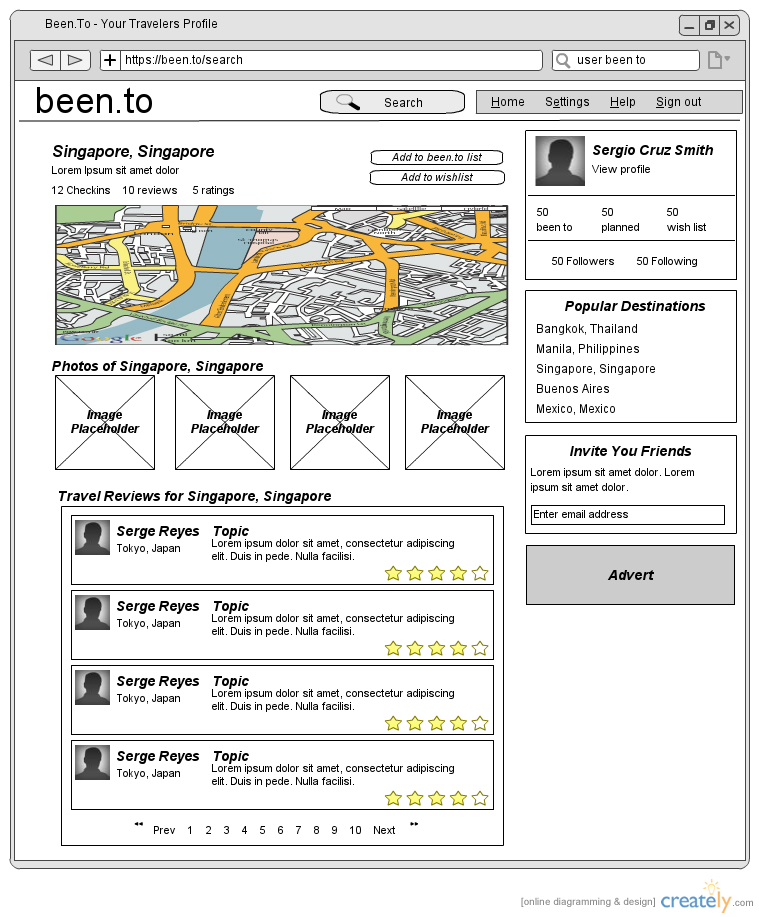 Been.To - Your Travelers Profile
https://been.to/search
user been to
been.to
Search
Home Settings Help Sign out
Singapore, Singapore
Lorem Ipsum sit amet dolor
12 Checkins 10 reviews 5 ratings
Add to been.to list
Add to wishlist
Google
Photos of Singapore, Singapore
Image
Placeholder
Image
Placeholder
Image
Placeholder
Image
Placeholder
Travel Reviews for Singapore, Singapore
Serge Reyes
Tokyo, Japan
Topic
Lorem ipsum dolor sit amet, consectetur adipiscing
elit. Duis in pede. Nulla facilisi.
Serge Reyes
Tokyo, Japan
Topic
Lorem ipsum dolor sit amet, consectetur adipiscing
elit. Duis in pede. Nulla facilisi.
Serge Reyes
Tokyo, Japan
Topic
Lorem ipsum dolor sit amet, consectetur adipiscing
elit. Duis in pede. Nulla facilisi.
Serge Reyes
Tokyo, Japan
Topic
Lorem ipsum dolor sit amet, consectetur adipiscing
elit. Duis in pede. Nulla facilisi.
Prev 1 2 3 4 5 6 7 8 9 10 Next
Sergio Cruz Smith
View profile
50 50 50
been to planned wish list
50 Followers 50 Following
Popular Destinations
Bangkok, Thailand
Manila, Philippines
Singapore, Singapore
Buenos Aires
Mexico, Mexico
Invite You Friends
Lorem ipsum sit amet dolor. Lorem
ipsum sit amet dolor.
Enter email address
Advert
[online diagramming & design] creately.com